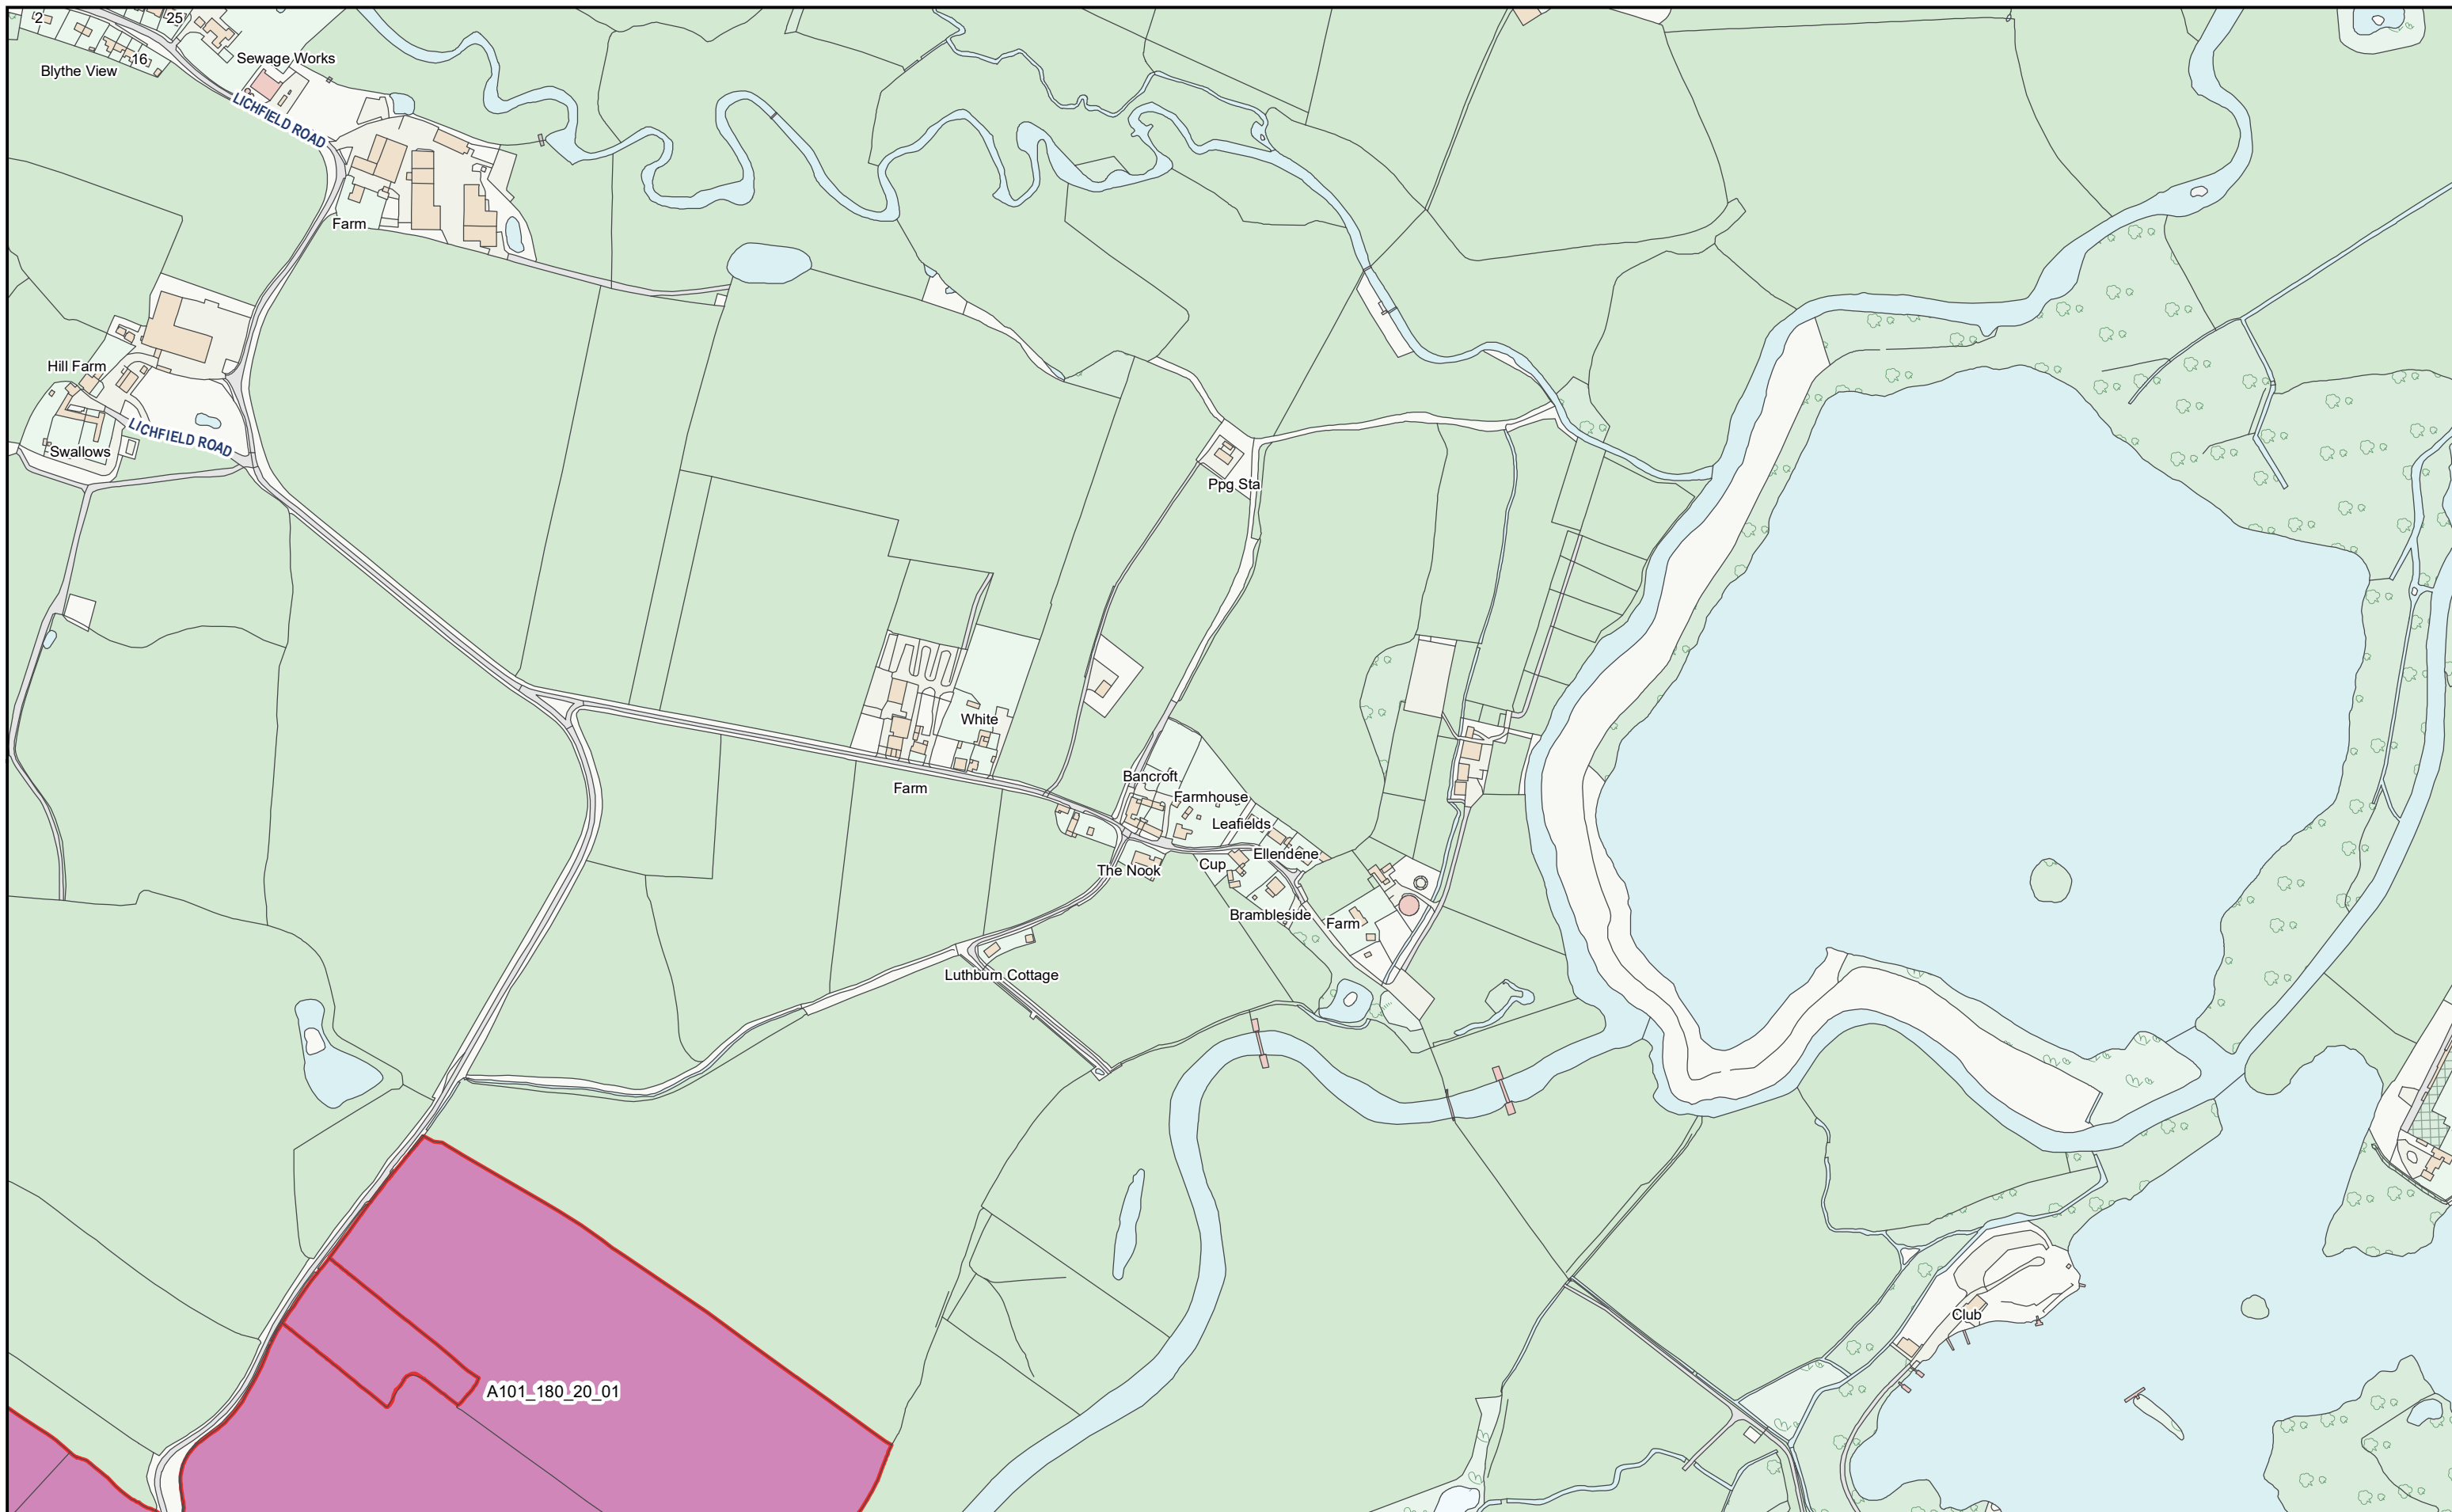 2
25
Sewage Works
16
Blythe View
LICHFIELD ROAD
Farm
Hill Farm
LICHFIELD ROAD
Swallows
Ppg Sta
White
Bancroft
Farm
Farmhouse
Leafields
Ellendene
Cup
The Nook
Brambleside
Farm
Luthburn Cottage
Club
A101_180_20_01